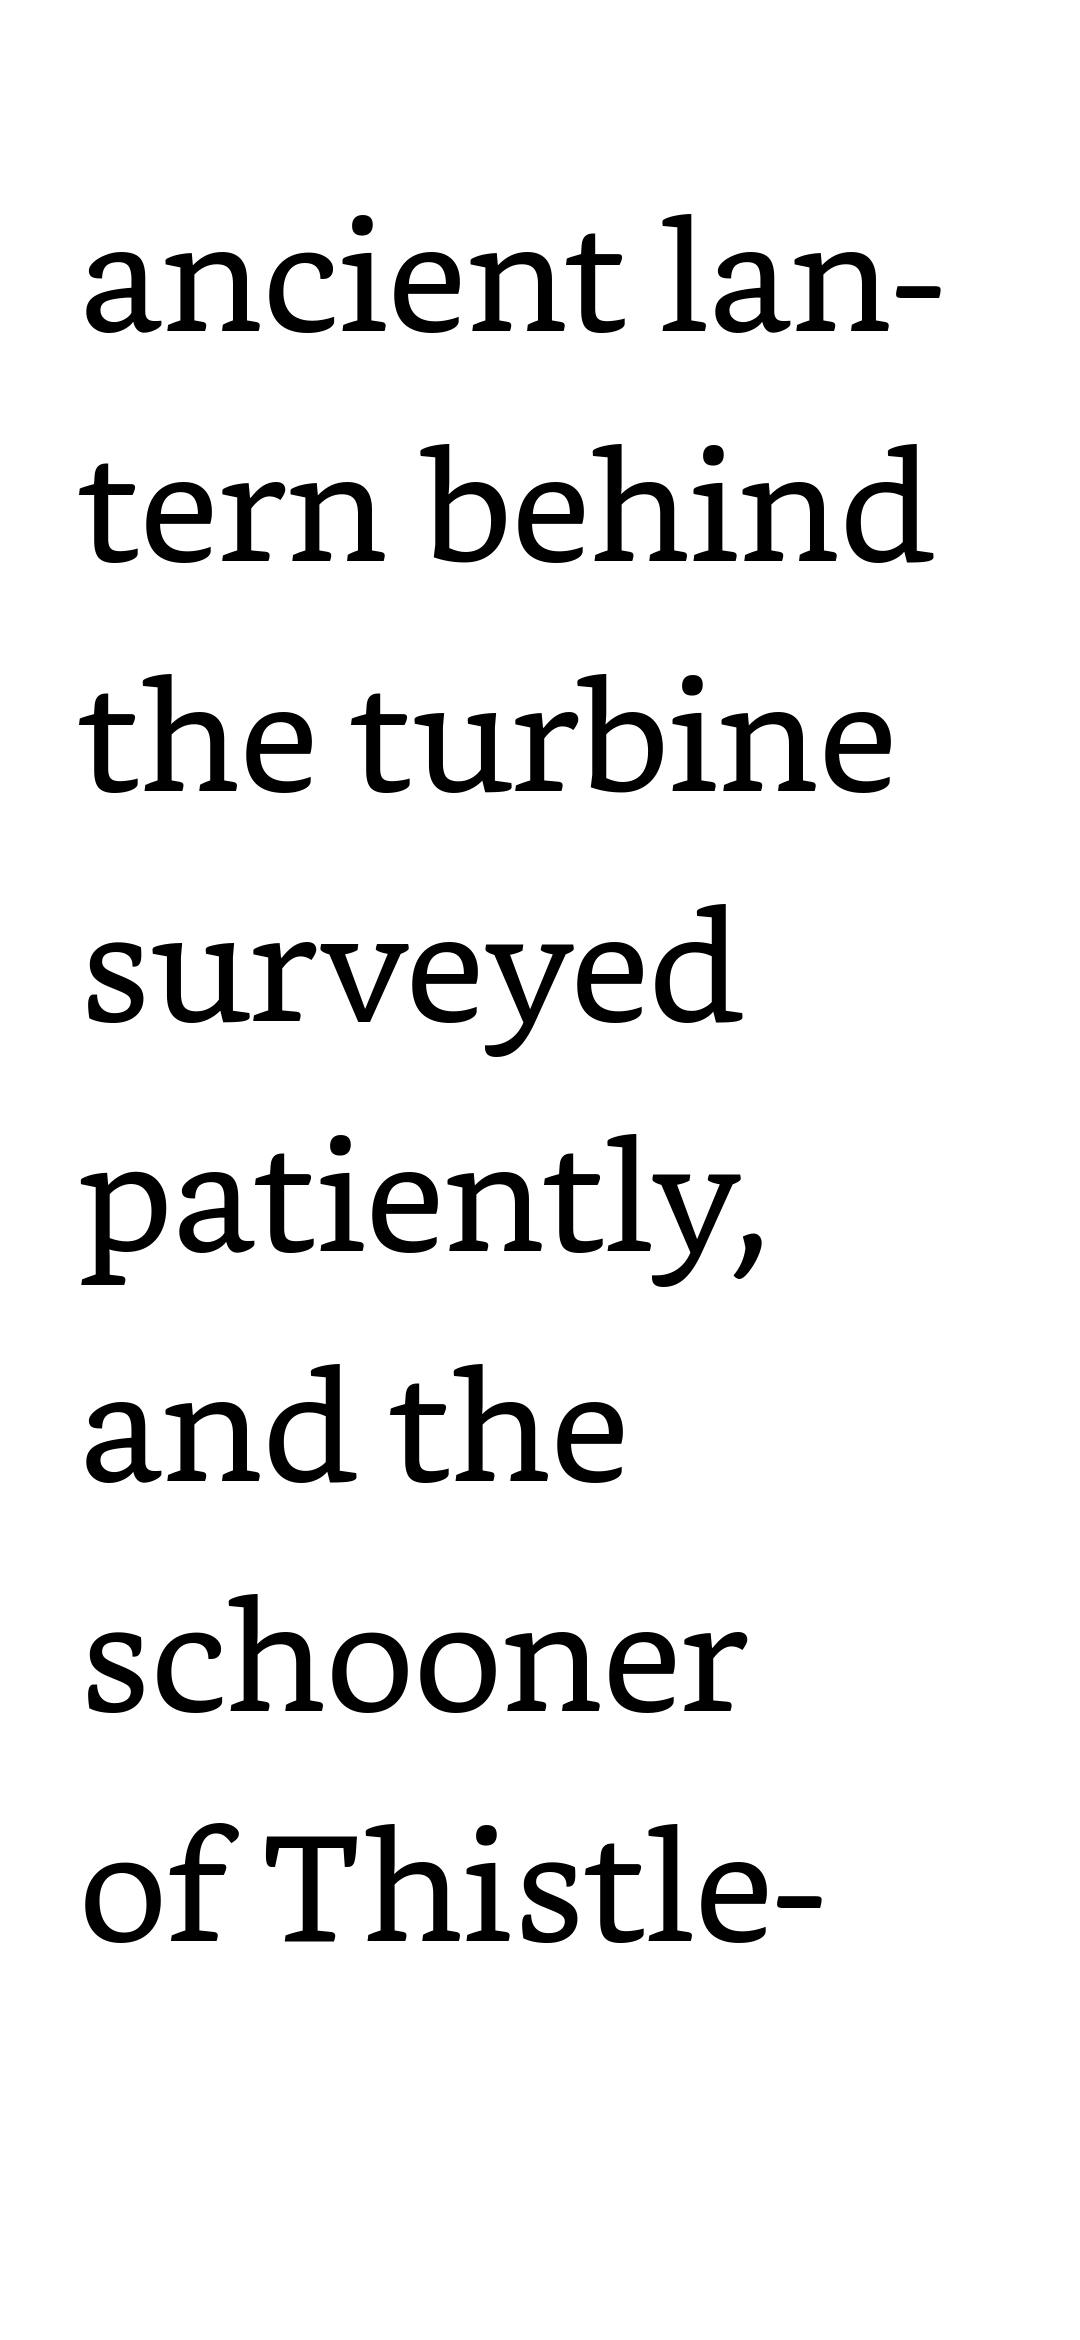 ancient lan-
tern behind
the turbine
surveyed
patiently,
and the
schooner
of Thistle-